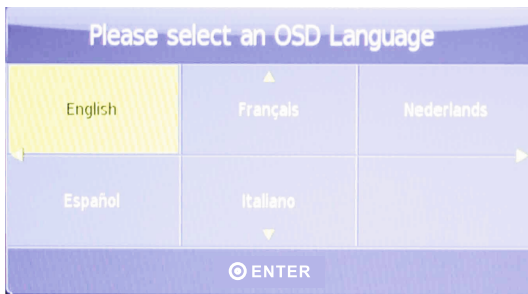 Please select an OSD Language
English Français Nederlands
Español Italiano
ENTER